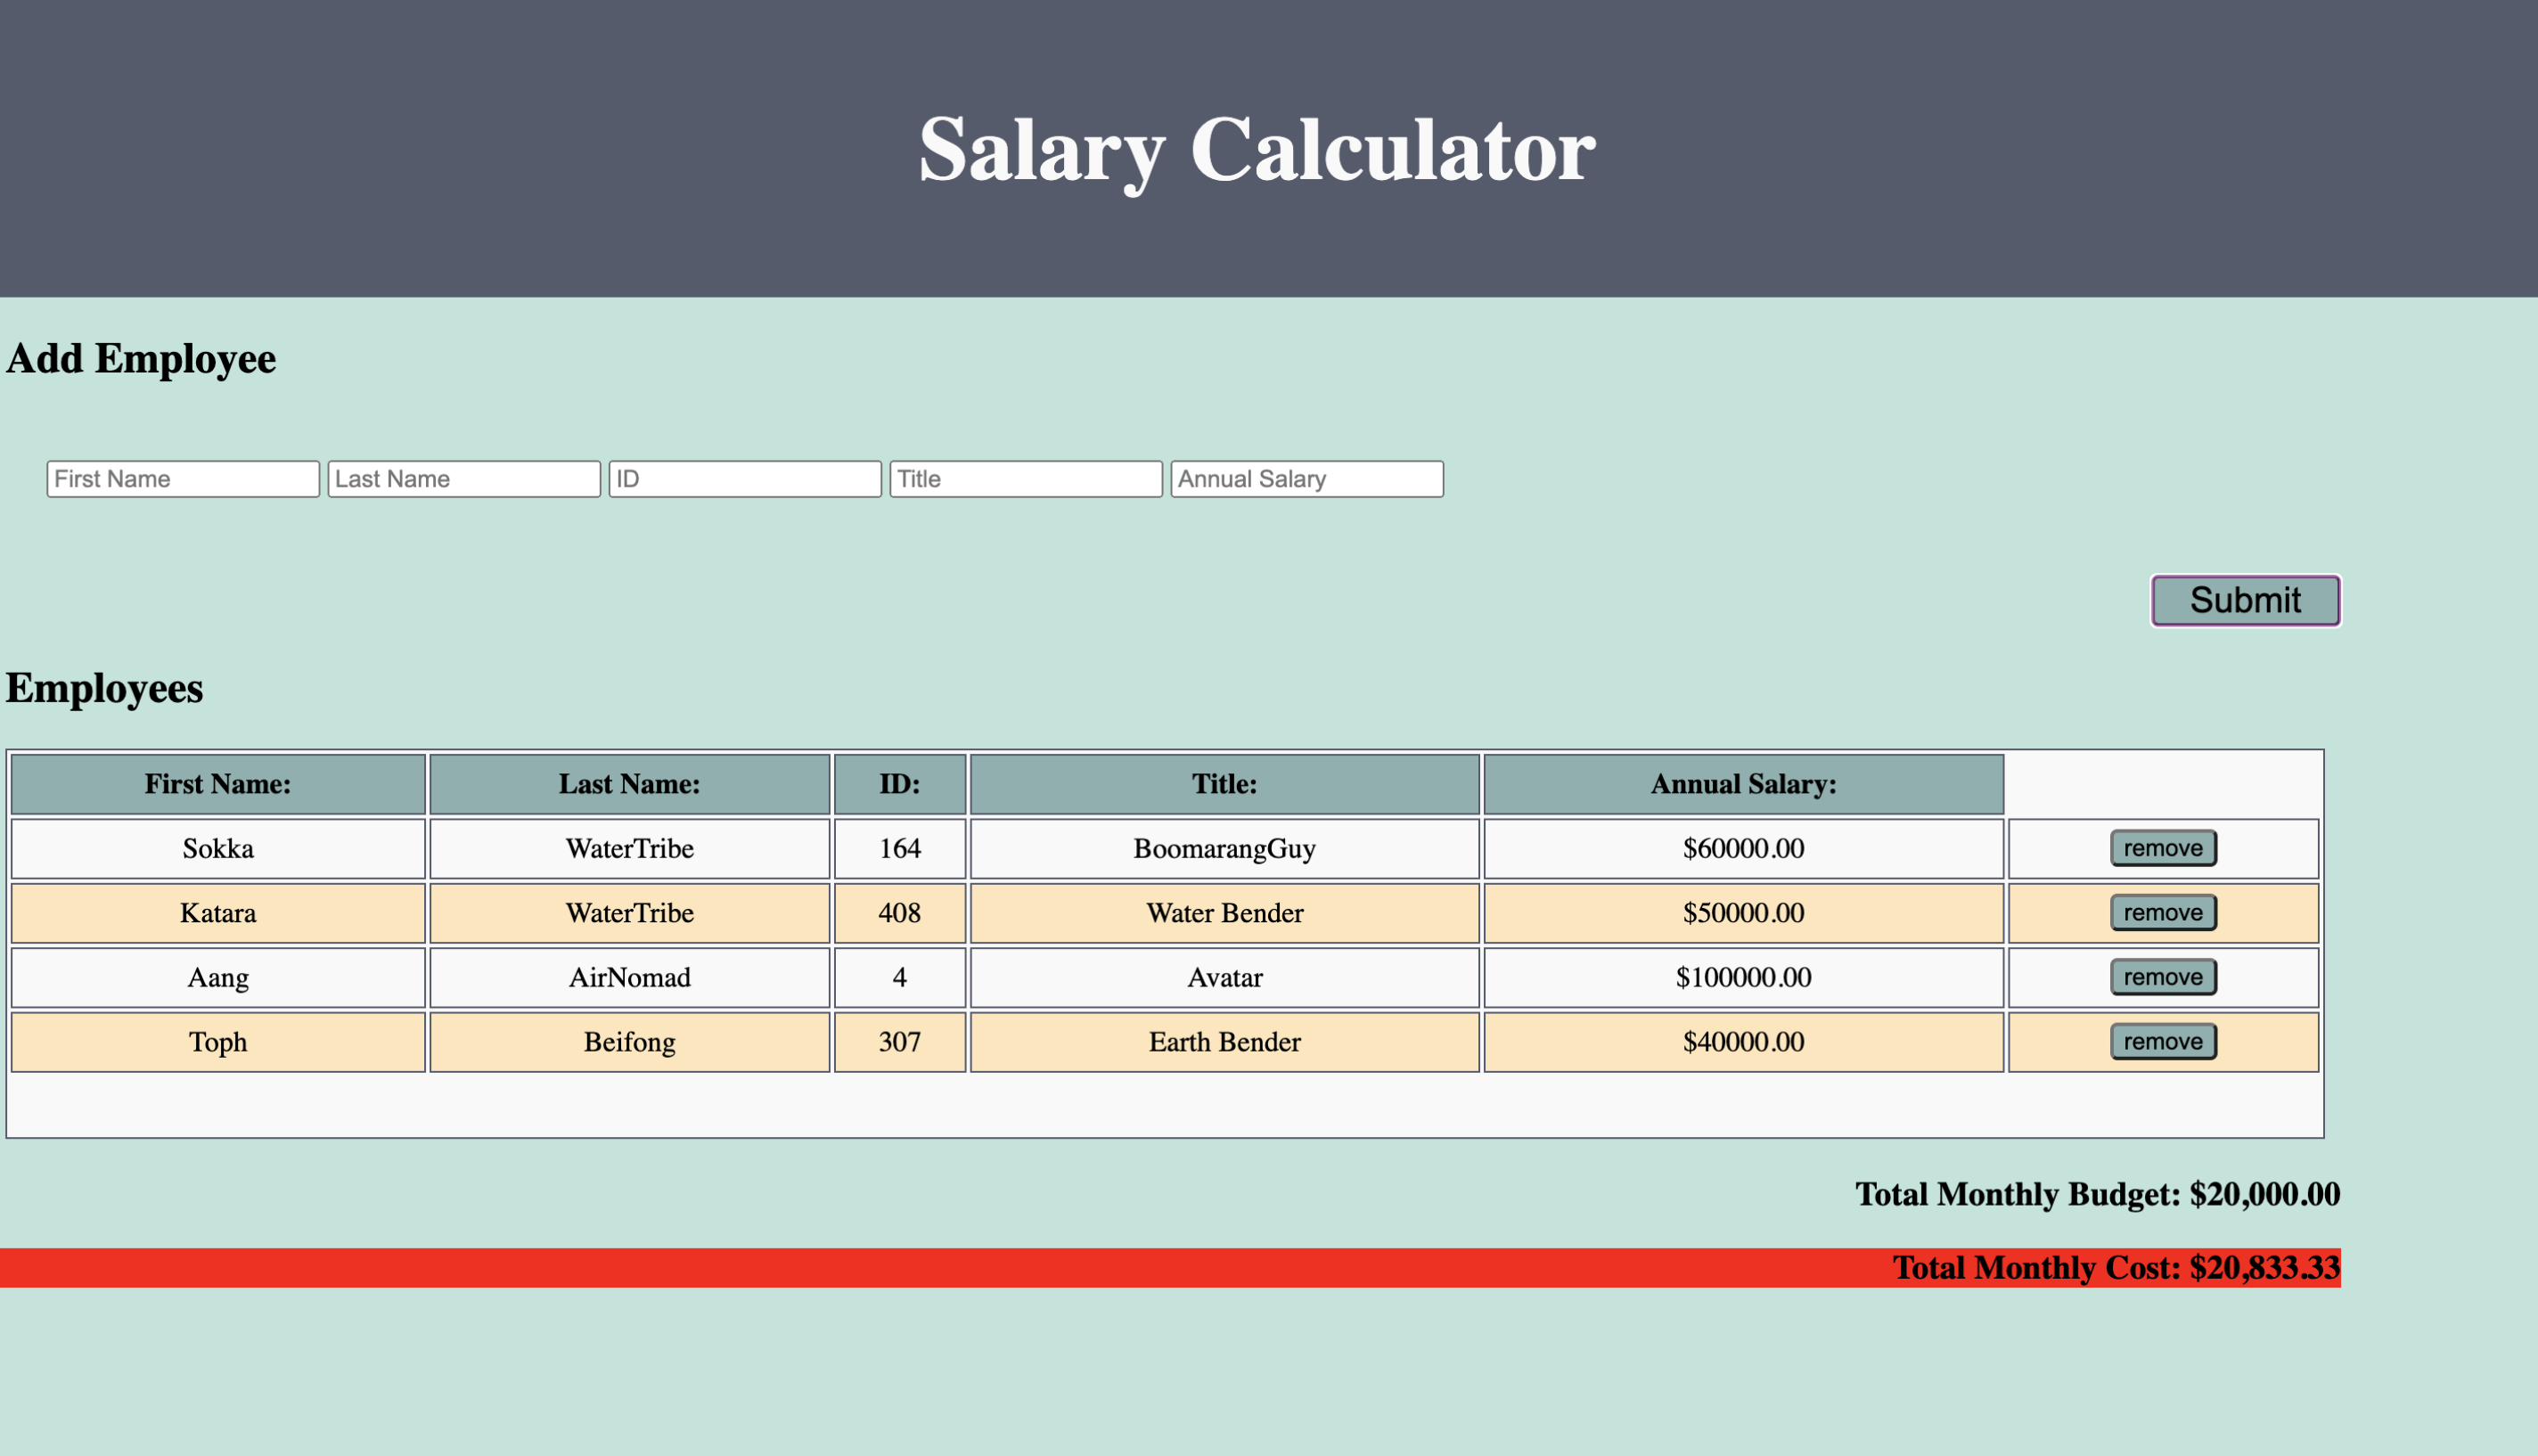 Salary Calculator
Add Employee
First Name Last Name ID Title Annual Salary
Submit
Employees
First Name: Last Name: ID: Title: Annual Salary:
Sokka WaterTribe 164 BoomarangGuy $60000.00 remove
Katara WaterTribe 408 Water Bender $50000.00 remove
Aang AirNomad 4 Avatar $100000.00 remove
Toph Beifong 307 Earth Bender $40000.00 remove
Total Monthly Budget: $20,000.00
Total Monthly Cost: $20,833.33